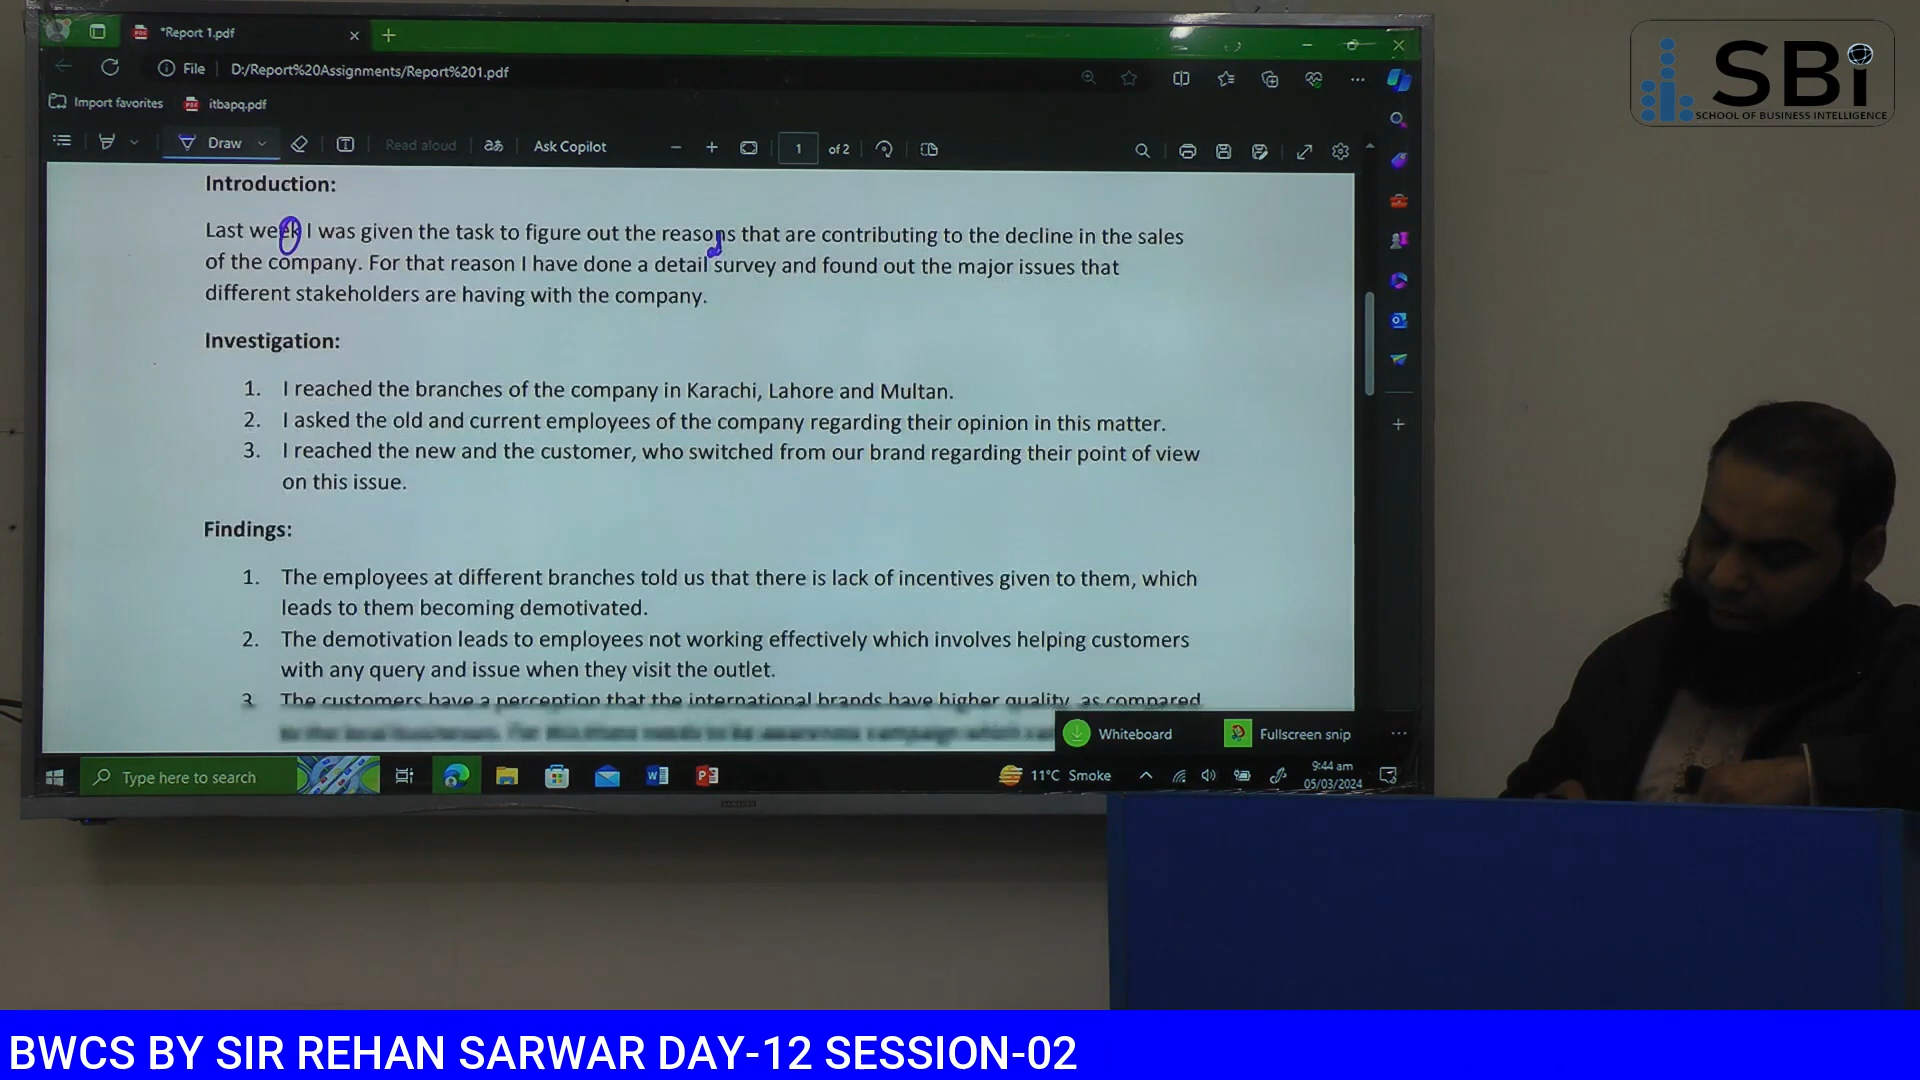 *Report 1.pdf
File
D:/Report%20Assignments/Report%201.pdf
Import favorites
itbapq.pdf
Draw
Read aloud
Ask Copilot
1 of 2
Introduction:
Last week I was given the task to figure out the reasons that are contributing to the decline in the sales
of the company. For that reason I have done a detail survey and found out the major issues that
different stakeholders are having with the company.
Investigation:
1. I reached the branches of the company in Karachi, Lahore and Multan.
2. I asked the old and current employees of the company regarding their opinion in this matter.
3. I reached the new and the customer, who switched from our brand regarding their point of view
on this issue.
Findings:
1. The employees at different branches told us that there is lack of incentives given to them, which
leads to them becoming demotivated.
2. The demotivation leads to employees not working effectively which involves helping customers
with any query and issue when they visit the outlet.
3. The customers have a perception that the international brands have higher quality, as compared
Whiteboard
Fullscreen snip
Type here to search
11°C Smoke
9:44 am
05/03/2024
SAMSUNG
SBi
SCHOOL OF BUSINESS INTELLIGENCE
BWCS BY SIR REHAN SARWAR DAY-12 SESSION-02